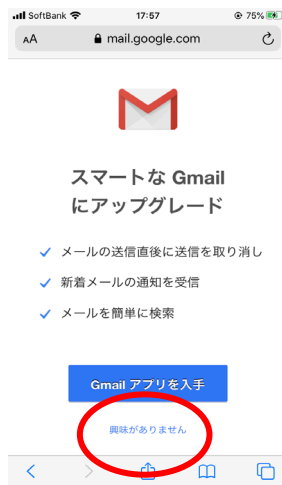 SoftBank 17:57 75%
AA mail.google.com
スマートな Gmail
にアップグレード
メールの送信直後に送信を取り消し
新着メールの通知を受信
メールを簡単に検索
Gmail アプリを入手
興味がありません